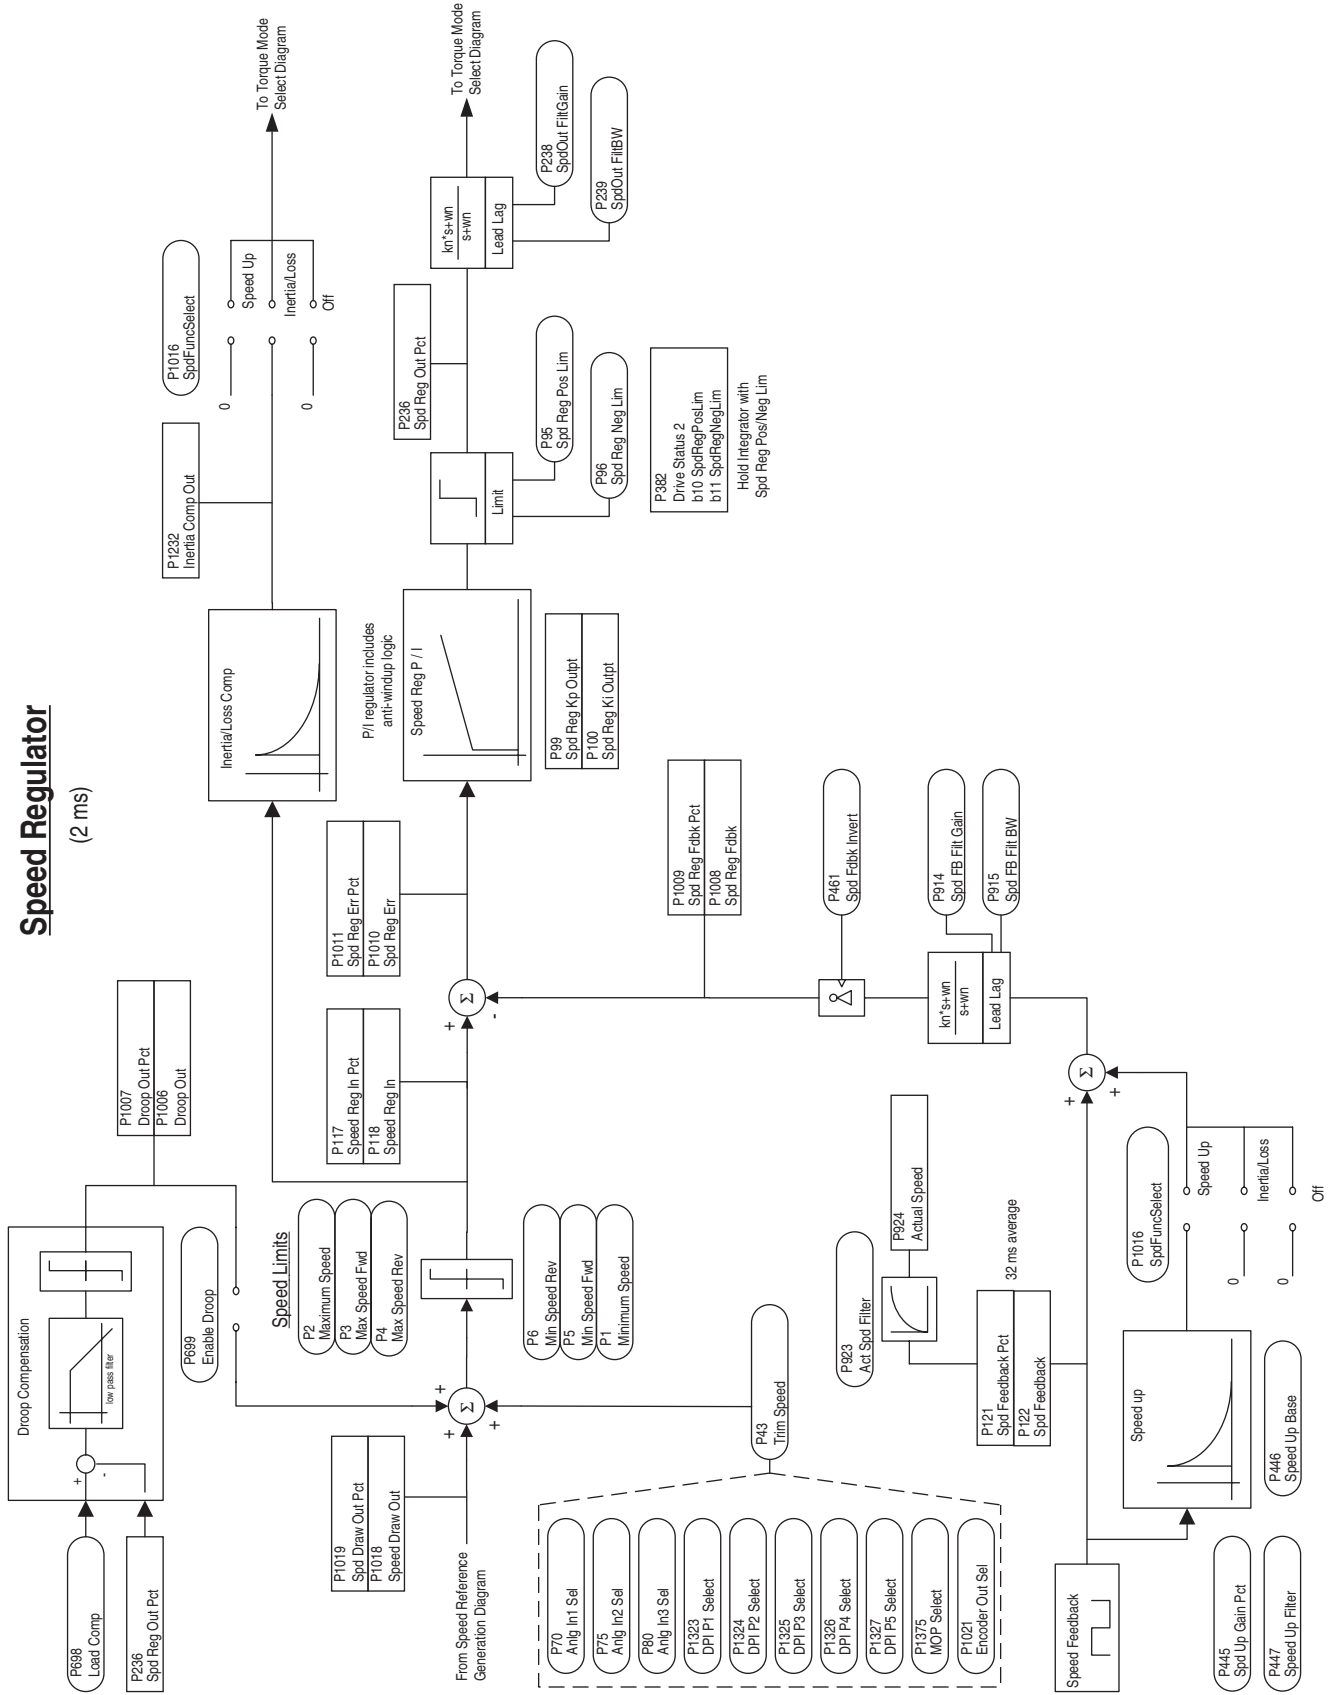 Speed Regulator
(2 ms)
P698
Load Comp
P236
Spd Reg Out Pct
Droop Compensation
+
-
low pass filter
P1007
Droop Out Pct
P1006
Droop Out
P699
Enable Droop
P1019
Spd Draw Out Pct
P1018
Speed Draw Out
From Speed Reference
Generation Diagram
+
+
+
Σ
Speed Limits
P2
Maximum Speed
P3
Max Speed Fwd
P4
Max Speed Rev
P6
Min Speed Rev
P5
Min Speed Fwd
P1
Minimum Speed
P117
Speed Reg In Pct
P118
Speed Reg In
+
-
Σ
P1011
Spd Reg Err Pct
P1010
Spd Reg Err
Inertia/Loss Comp
P1232
Inertia Comp Out
P1016
SpdFuncSelect
0
Speed Up
Inertia/Loss
0
Off
To Torque Mode
Select Diagram
P/I regulator includes
anti-windup logic
Speed Reg P / I
P99
Spd Reg Kp Outpt
P100
Spd Reg Ki Outpt
Limit
P236
Spd Reg Out Pct
P95
Spd Reg Pos Lim
P96
Spd Reg Neg Lim
P382
Drive Status 2
b10 SpdRegPosLim
b11 SpdRegNegLim
Hold Integrator with
Spd Reg Pos/Neg Lim
kn*s+wn
s+wn
Lead Lag
To Torque Mode
Select Diagram
P238
SpdOut FiltGain
P239
SpdOut FiltBW
P43
Trim Speed
P70
Anlg In1 Sel
P75
Anlg In2 Sel
P80
Anlg In3 Sel
P1323
DPI P1 Select
P1324
DPI P2 Select
P1325
DPI P3 Select
P1326
DPI P4 Select
P1327
DPI P5 Select
P1375
MOP Select
P1021
Encoder Out Sel
P1009
Spd Reg Fdbk Pct
P1008
Spd Reg Fdbk
P461
Spd Fdbk Invert
P914
Spd FB Filt Gain
P915
Spd FB Filt BW
kn*s+wn
s+wn
Lead Lag
P923
Act Spd Filter
P924
Actual Speed
P121
Spd Feedback Pct
P122
Spd Feedback
32 ms average
+
+
Σ
Speed Feedback
Speed up
P1016
SpdFuncSelect
Speed Up
0
Inertia/Loss
0
Off
P445
Spd Up Gain Pct
P447
Speed Up Filter
P446
Speed Up Base